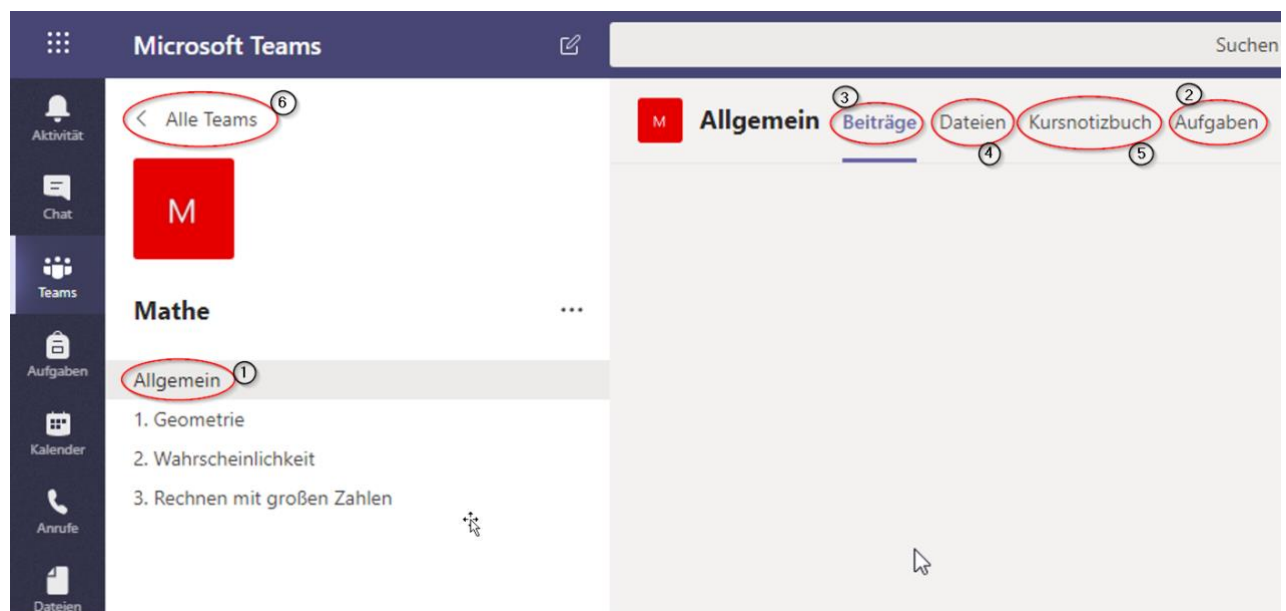 Microsoft Teams
Suchen
Aktivität
Chat
Teams
Aufgaben
Kalender
Anrufe
Dateien
< Alle Teams ⑥
M
Mathe ...
Allgemein ①
1. Geometrie
2. Wahrscheinlichkeit
3. Rechnen mit großen Zahlen
③ ②
M Allgemein Beiträge Dateien Kursnotizbuch Aufgaben
④ ⑤